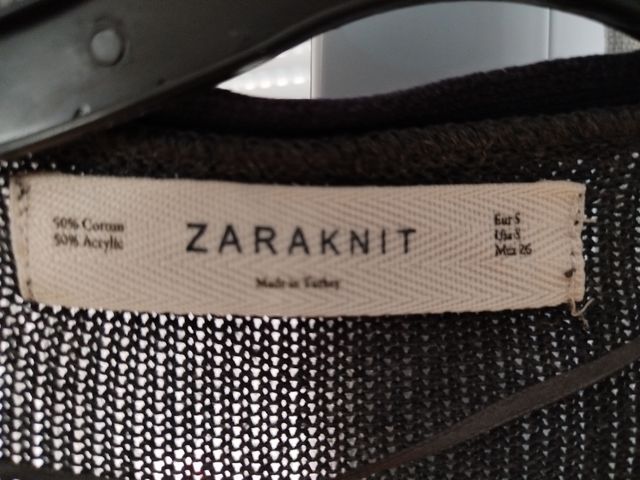 50% Cotton
50% Acrylic
ZARAKNIT
Made in Turkey
Eur S
Usa S
Mex 26